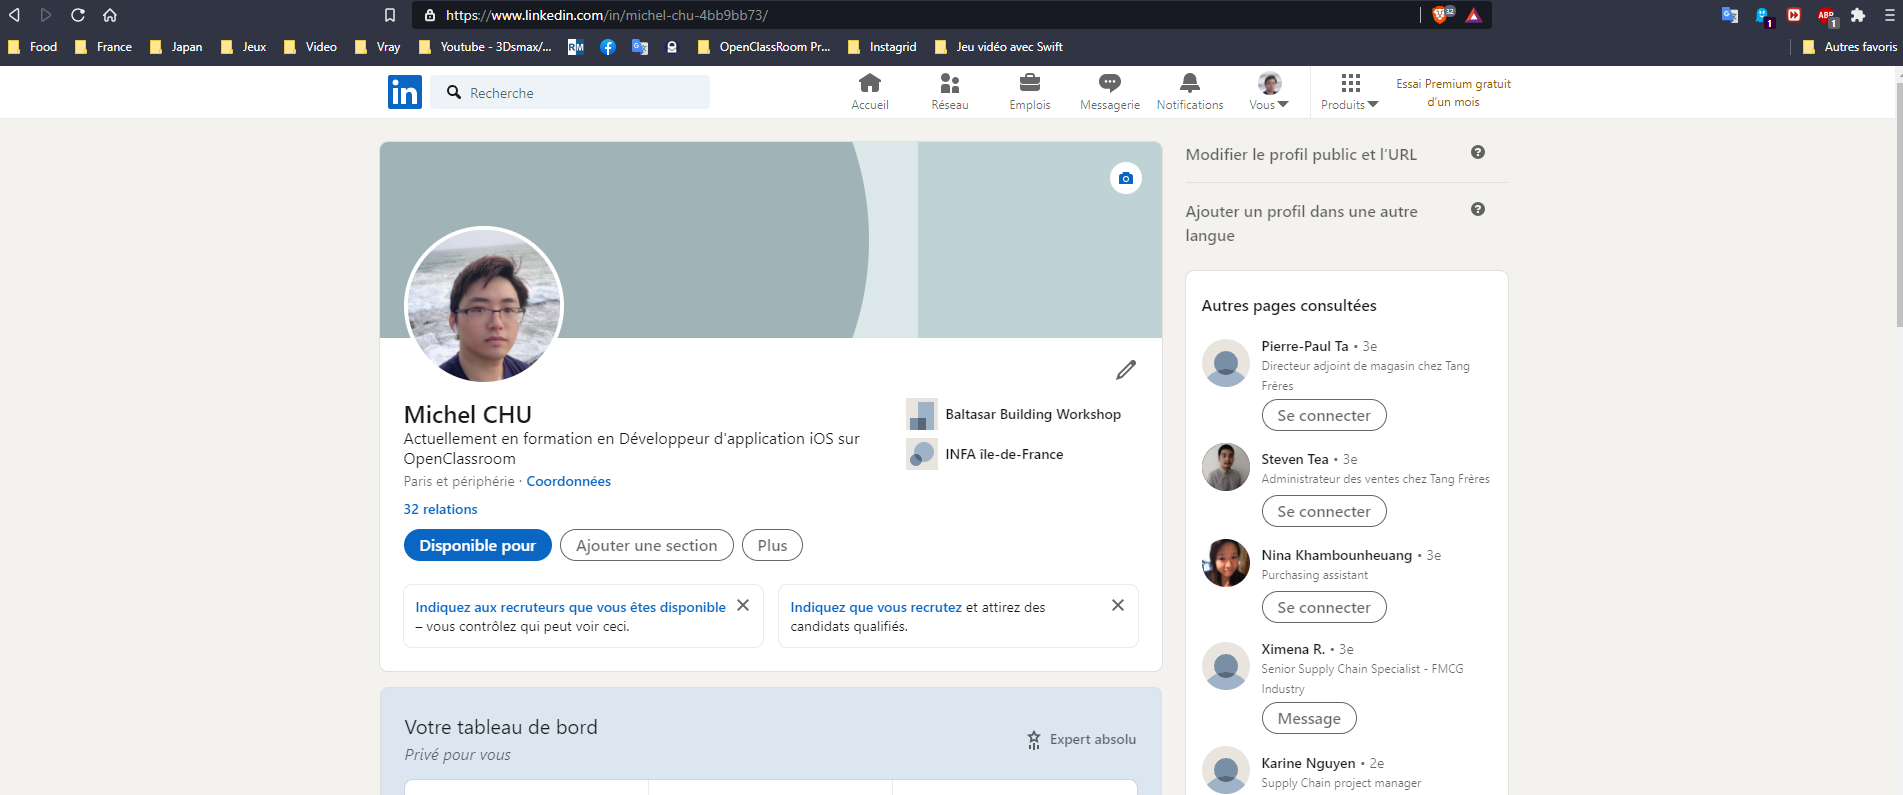 https://www.linkedin.com/in/michel-chu-4bb9bb73/
32
1
ABP
1
Food
France
Japan
Jeux
Video
Vray
Youtube - 3Dsmax/...
RM
OpenClassRoom Pr...
Instagrid
Jeu vidéo avec Swift
Autres favoris
in
Recherche
Accueil
Réseau
Emplois
Messagerie
Notifications
Vous
Produits
Essai Premium gratuit
d'un mois
Michel CHU
Actuellement en formation en Développeur d'application iOS sur
OpenClassroom
Paris et périphérie · Coordonnées
32 relations
Disponible pour
Ajouter une section
Plus
Baltasar Building Workshop
INFA île-de-France
Indiquez aux recruteurs que vous êtes disponible
– vous contrôlez qui peut voir ceci.
Indiquez que vous recrutez et attirez des
candidats qualifiés.
Votre tableau de bord
Privé pour vous
Expert absolu
Modifier le profil public et l'URL
Ajouter un profil dans une autre
langue
Autres pages consultées
Pierre-Paul Ta • 3e
Directeur adjoint de magasin chez Tang
Frères
Se connecter
Steven Tea • 3e
Administrateur des ventes chez Tang Frères
Se connecter
Nina Khambounheuang • 3e
Purchasing assistant
Se connecter
Ximena R. • 3e
Senior Supply Chain Specialist - FMCG
Industry
Message
Karine Nguyen • 2e
Supply Chain project manager